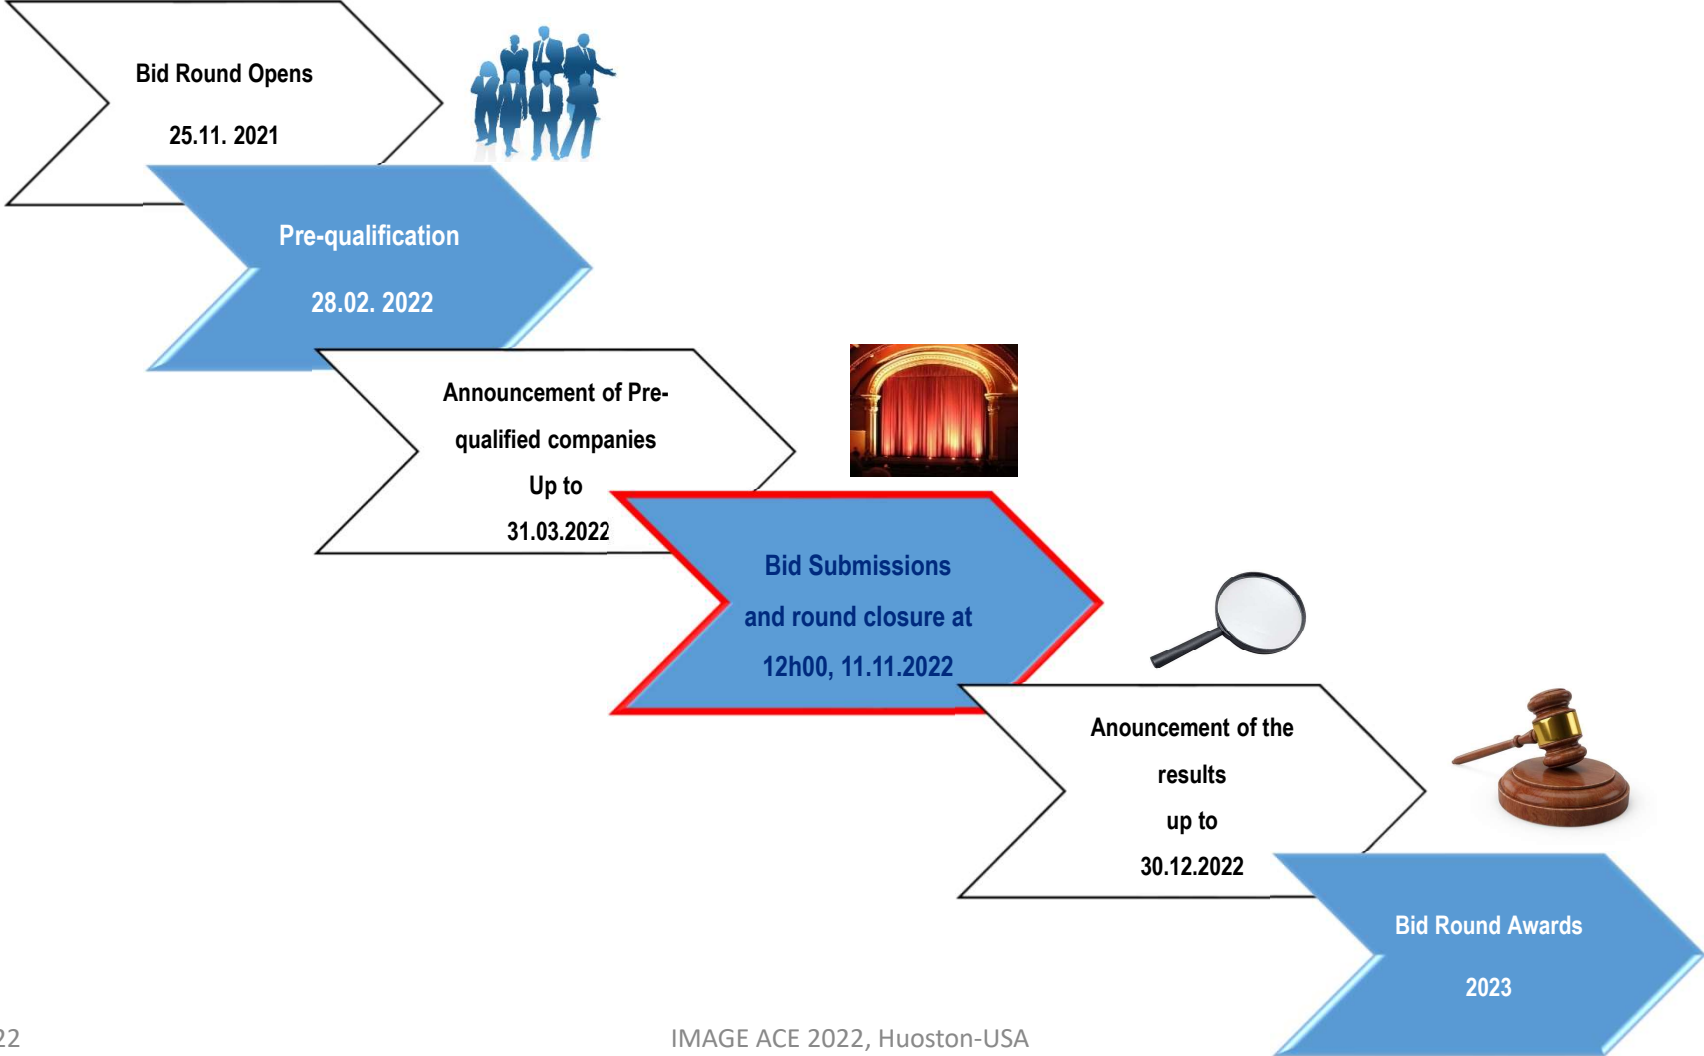 Bid Round Opens
25.11. 2021
Pre-qualification
28.02. 2022
Announcement of Pre-
qualified companies
Up to
31.03.2022
Bid Submissions
and round closure at
12h00, 11.11.2022
Anouncement of the
results
up to
30.12.2022
Bid Round Awards
2023
22
IMAGE ACE 2022, Huoston-USA